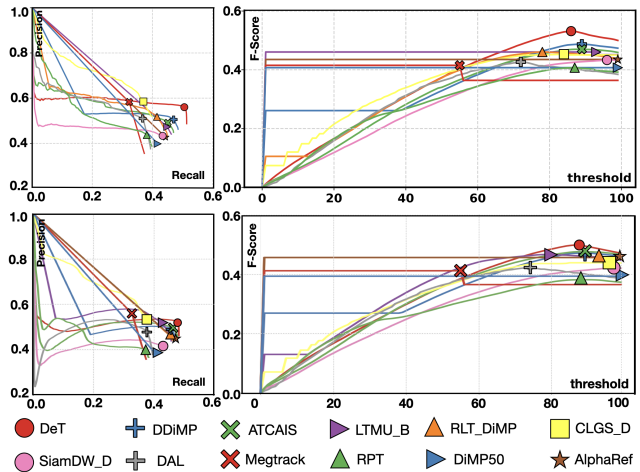 1.0
0.8
0.6
0.4
0.2
Precision
Recall
0.0 0.2 0.4 0.6
0.6
0.4
0.2
0.0
F-Score
threshold
0 20 40 60 80 100
1.0
0.8
0.6
0.4
0.2
Precision
Recall
0.0 0.2 0.4 0.6
0.6
0.4
0.2
0.0
F-Score
threshold
0 20 40 60 80 100
DeT DDiMP ATCAIS LTMU_B RLT_DiMP CLGS_D
SiamDW_D DAL Megtrack RPT DiMP50 AlphaRef